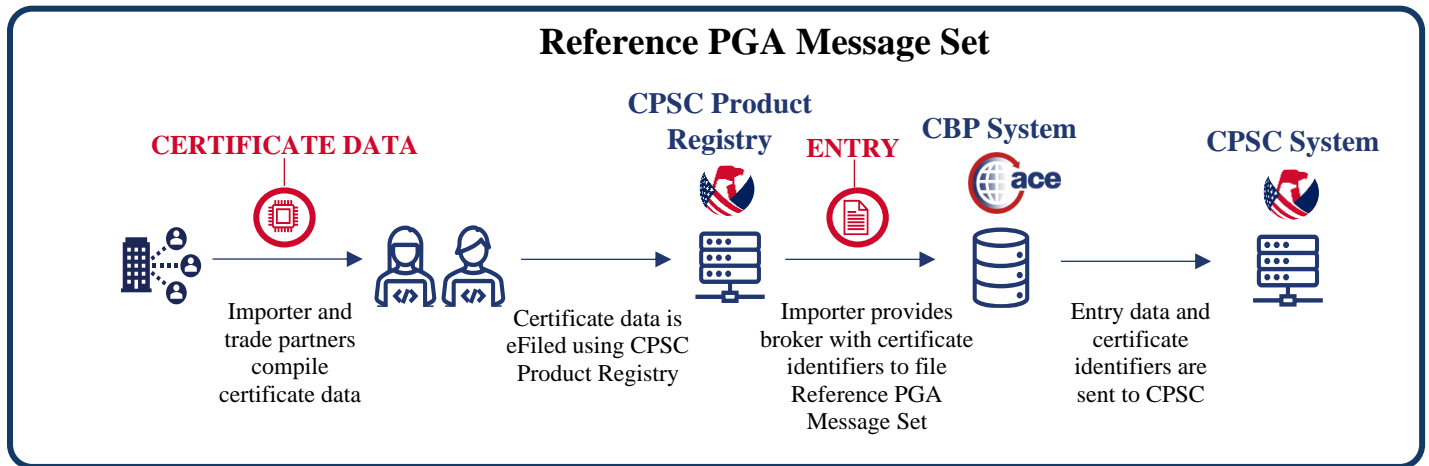 Reference PGA Message Set
CERTIFICATE DATA
CPSC Product
Registry
ENTRY
CBP System
ace
CPSC System
</>
</>
Importer and
trade partners
compile
certificate data
Certificate data is
eFiled using CPSC
Product Registry
Importer provides
broker with certificate
identifiers to file
Reference PGA
Message Set
Entry data and
certificate
identifiers are
sent to CPSC